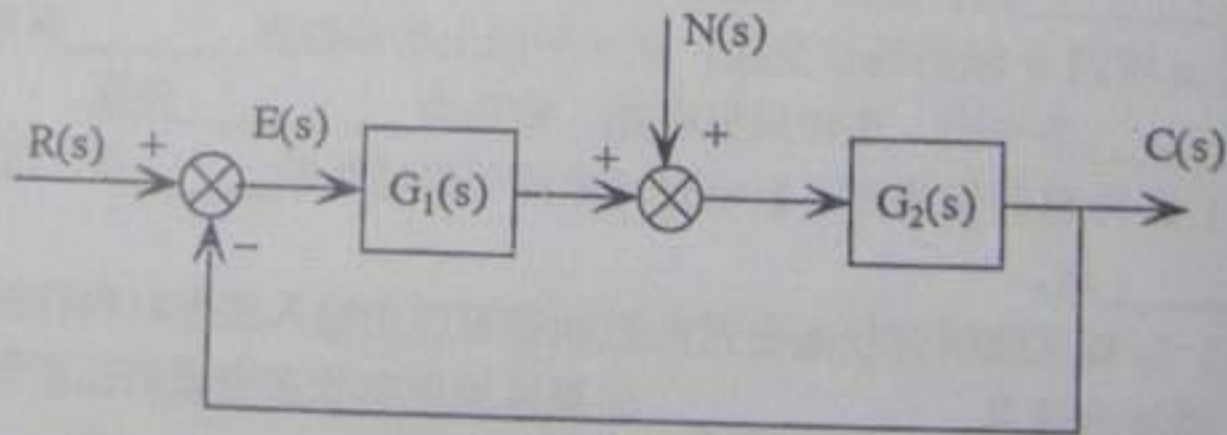 N(s)
R(s) + E(s) G₁(s) + + G₂(s) C(s)
−